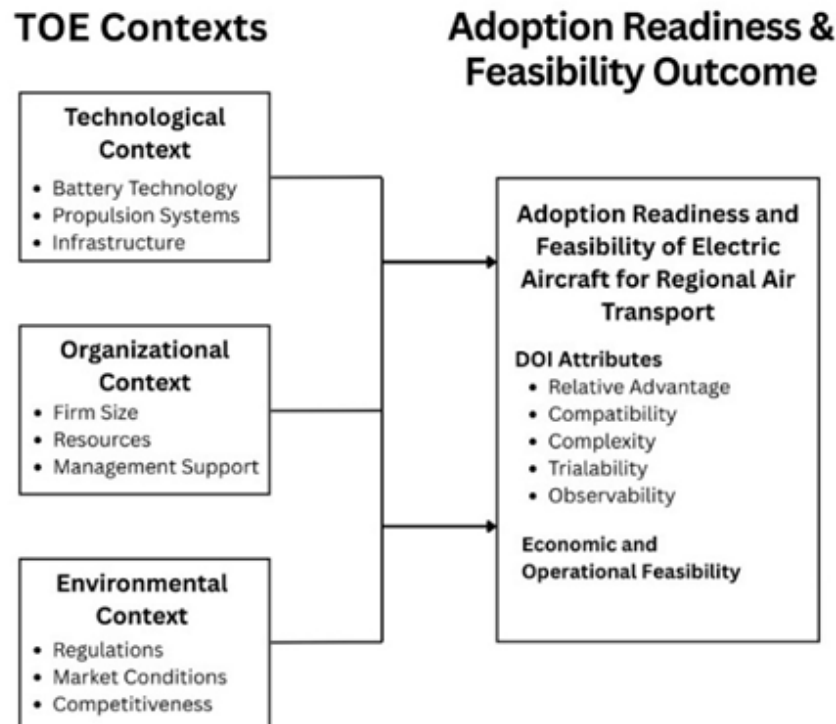 TOE Contexts
Adoption Readiness &
Feasibility Outcome
Technological
Context
• Battery Technology
• Propulsion Systems
• Infrastructure
Organizational
Context
• Firm Size
• Resources
• Management Support
Environmental
Context
• Regulations
• Market Conditions
• Competitiveness
Adoption Readiness and
Feasibility of Electric
Aircraft for Regional Air
Transport
DOI Attributes
• Relative Advantage
• Compatibility
• Complexity
• Trialability
• Observability
Economic and
Operational Feasibility